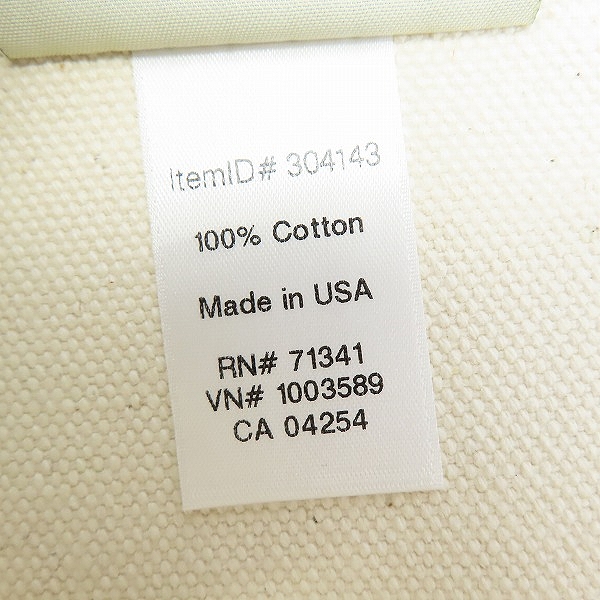 ItemID# 304143
100% Cotton
Made in USA
RN# 71341
VN# 1003589
CA 04254